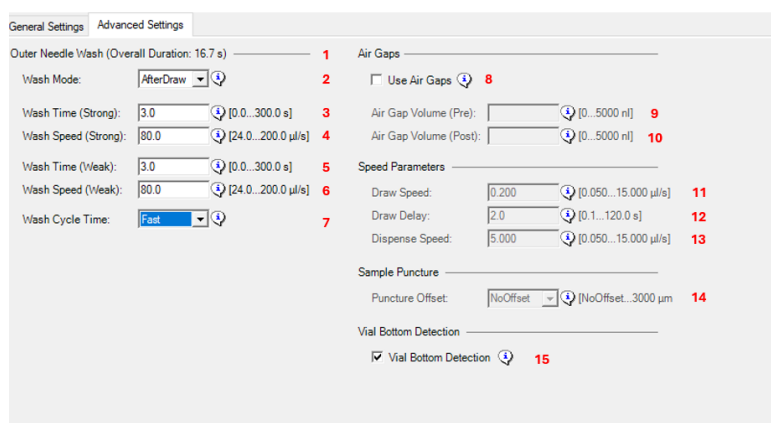 General Settings Advanced Settings
Outer Needle Wash (Overall Duration: 16.7 s) 1
Wash Mode: AfterDraw 2
Wash Time (Strong): 3.0 [0.0...300.0 s] 3
Wash Speed (Strong): 80.0 [24.0...200.0 µl/s] 4
Wash Time (Weak): 3.0 [0.0...300.0 s] 5
Wash Speed (Weak): 80.0 [24.0...200.0 µl/s] 6
Wash Cycle Time: Fast 7
Air Gaps
Use Air Gaps 8
Air Gap Volume (Pre): [0...5000 nl] 9
Air Gap Volume (Post): [0...5000 nl] 10
Speed Parameters
Draw Speed: 0.200 [0.050...15.000 µl/s] 11
Draw Delay: 2.0 [0.1...120.0 s] 12
Dispense Speed: 5.000 [0.050...15.000 µl/s] 13
Sample Puncture
Puncture Offset: NoOffset [NoOffset...3000 µm 14
Vial Bottom Detection
Vial Bottom Detection 15